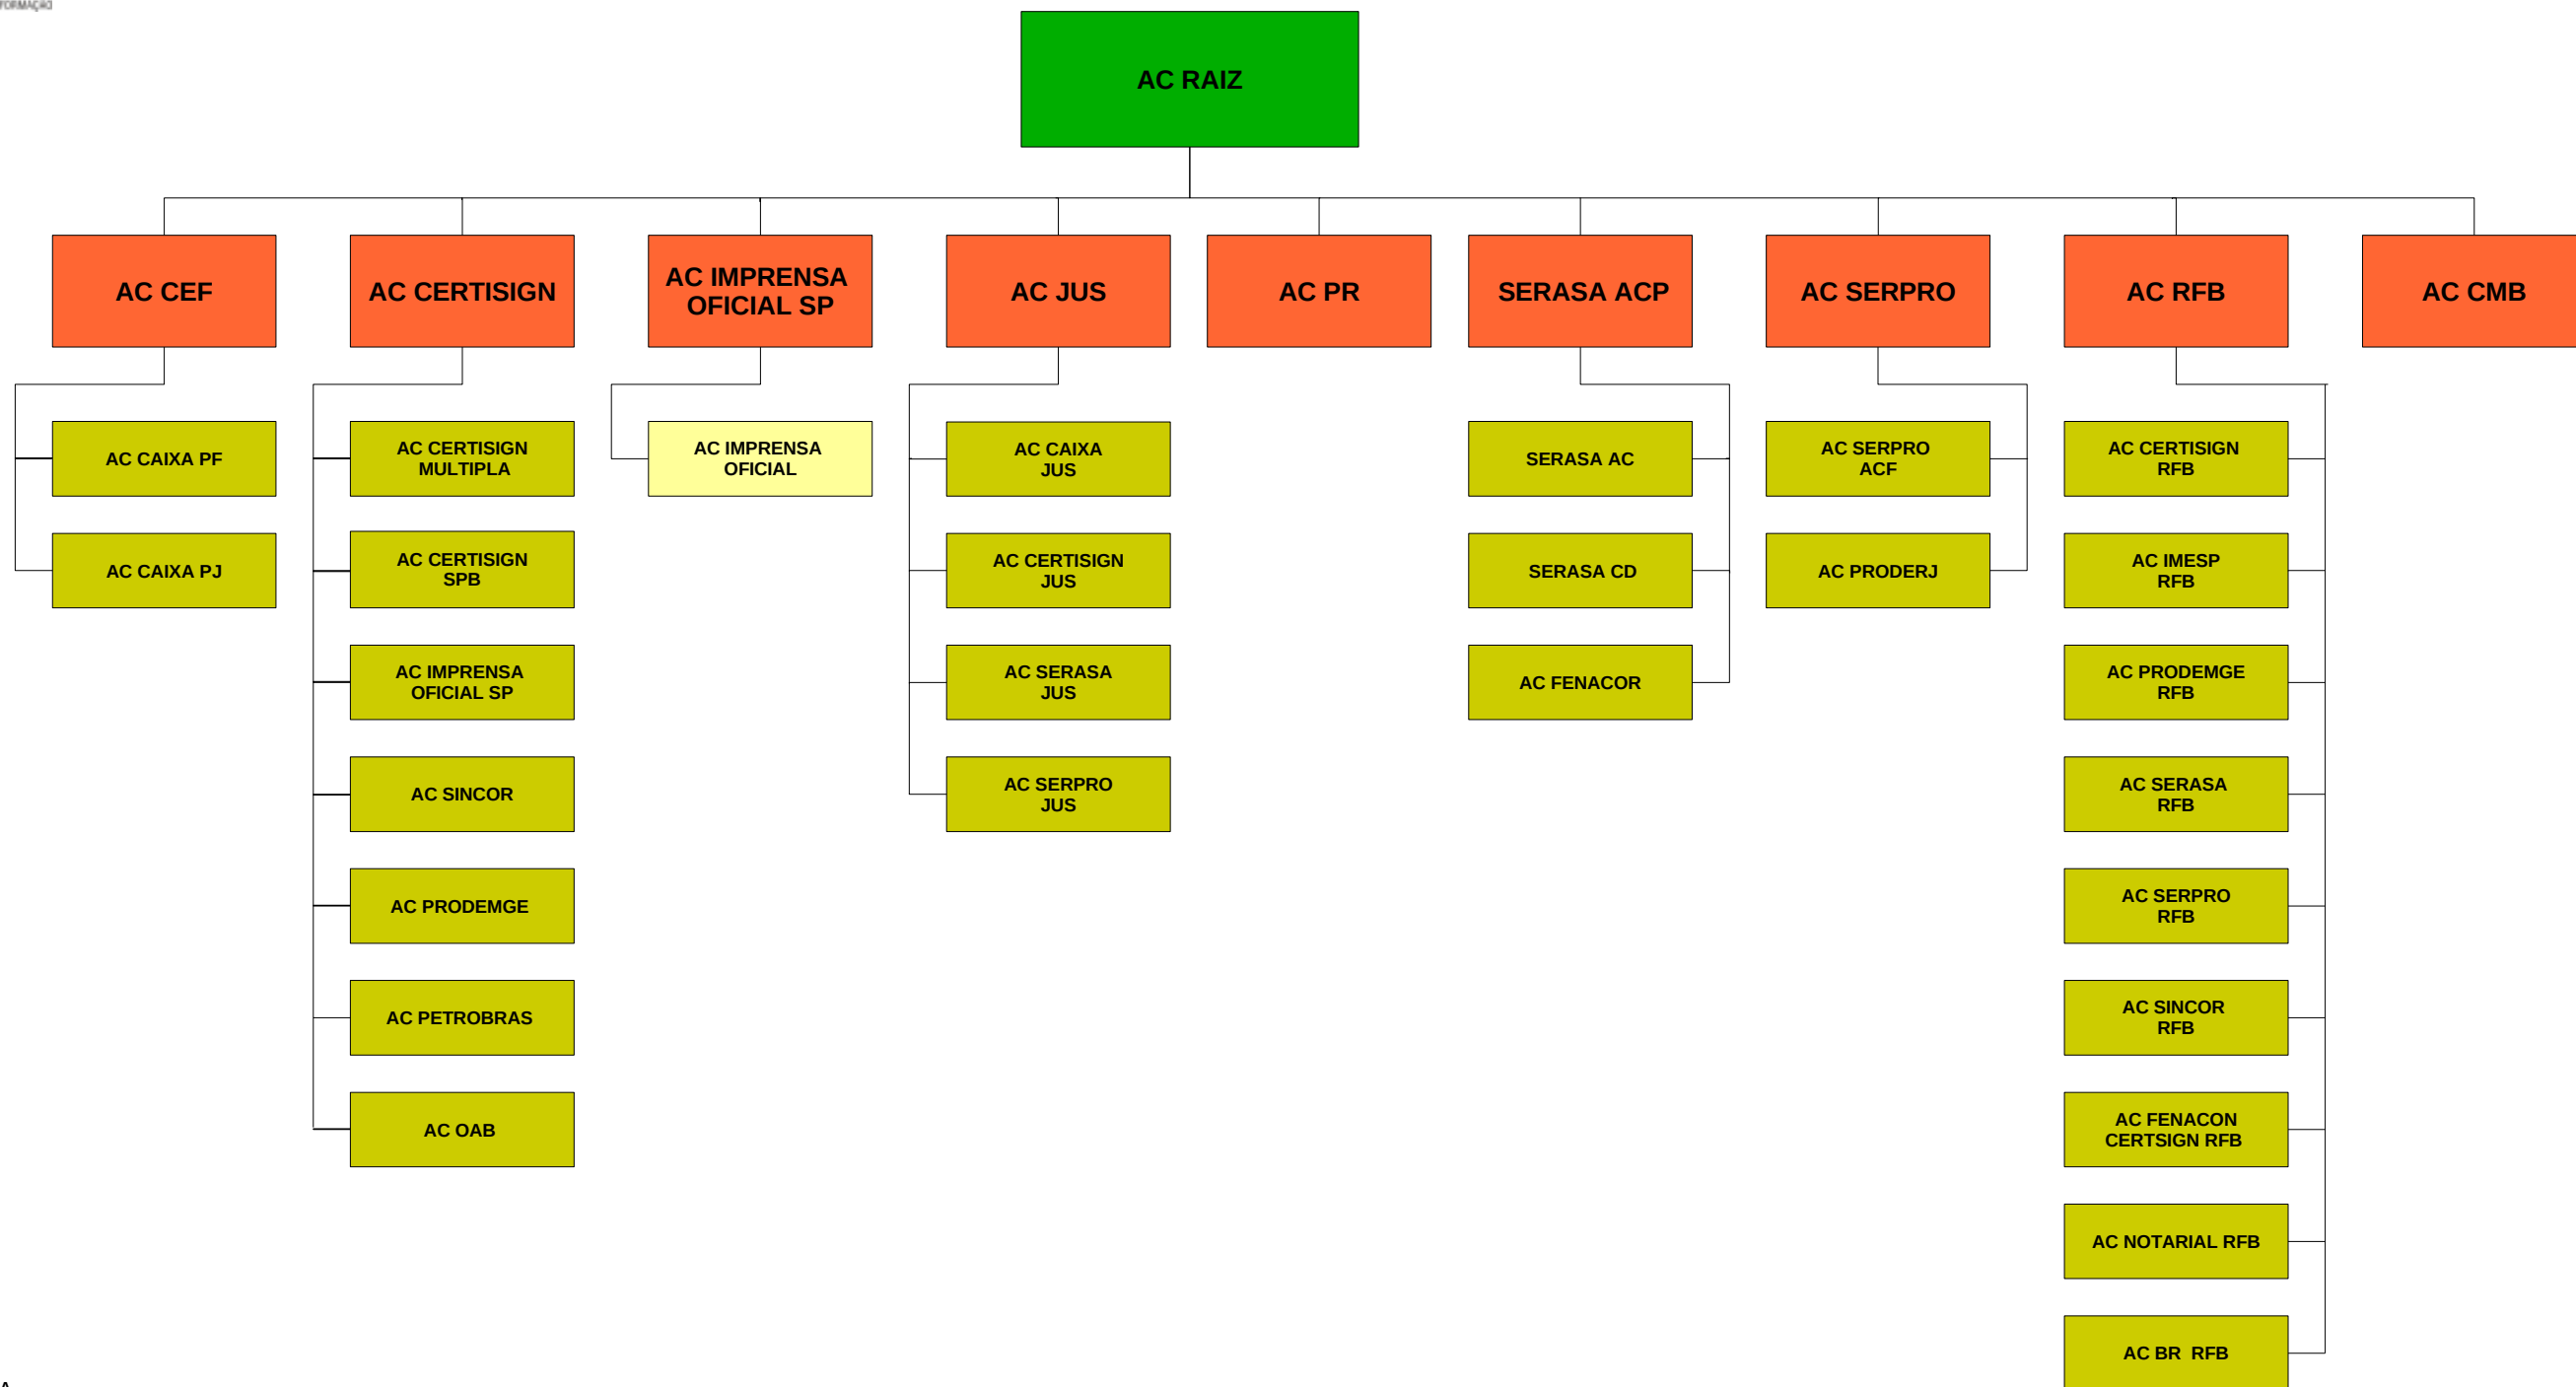 FORMAÇÃO
AC RAIZ
AC CEF
AC CERTISIGN
AC IMPRENSA
OFICIAL SP
AC JUS
AC PR
SERASA ACP
AC SERPRO
AC RFB
AC CMB
AC CAIXA PF
AC CAIXA PJ
AC CERTISIGN
MULTIPLA
AC CERTISIGN
SPB
AC IMPRENSA
OFICIAL SP
AC SINCOR
AC PRODEMGE
AC PETROBRAS
AC OAB
AC IMPRENSA
OFICIAL
AC CAIXA
JUS
AC CERTISIGN
JUS
AC SERASA
JUS
AC SERPRO
JUS
SERASA AC
SERASA CD
AC FENACOR
AC SERPRO
ACF
AC PRODERJ
AC CERTISIGN
RFB
AC IMESP
RFB
AC PRODEMGE
RFB
AC SERASA
RFB
AC SERPRO
RFB
AC SINCOR
RFB
AC FENACON
CERTSIGN RFB
AC NOTARIAL RFB
AC BR RFB